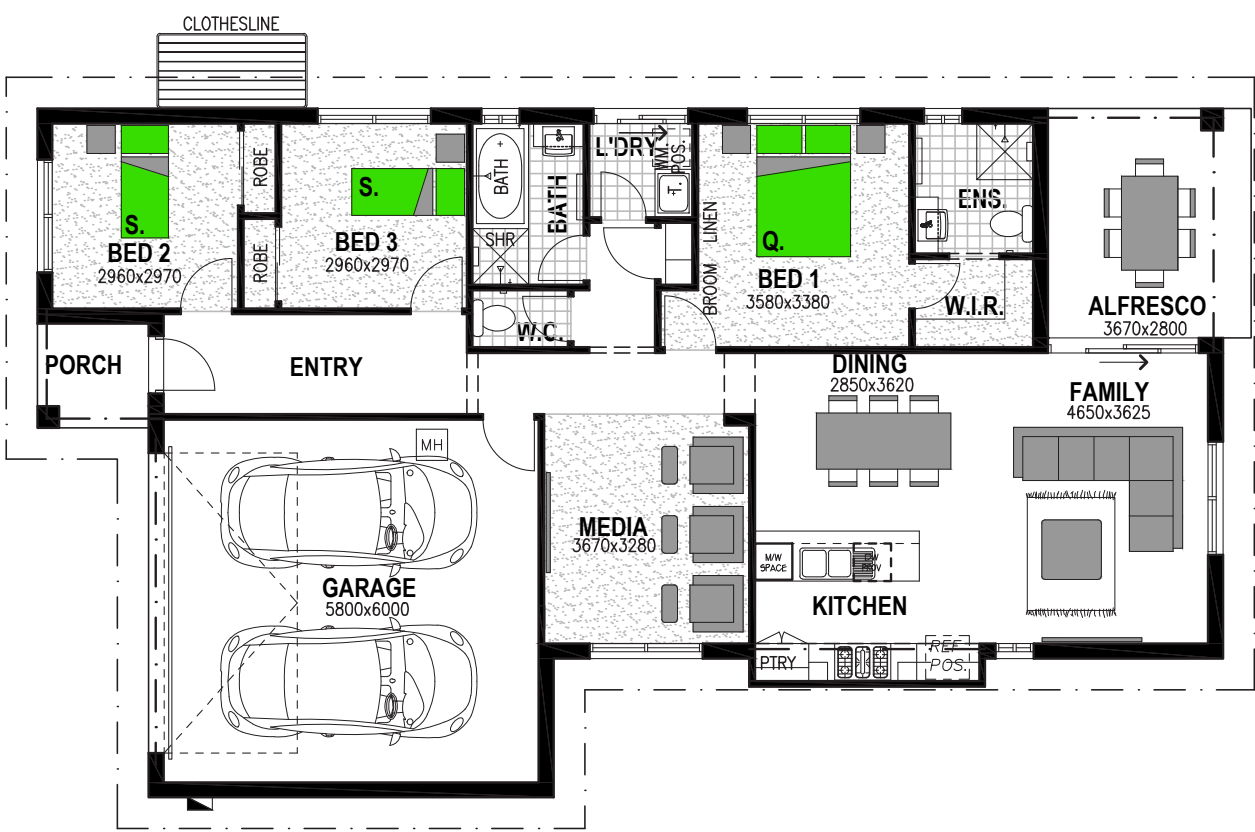 CLOTHESLINE
ROBE
ROBE
S.
BED 2
2960x2970
S.
BED 3
2960x2970
BATH
BATH
SHR
W.C.
L'DRY
WM.
POS.
T.
BROOM
LINEN
Q.
BED 1
3580x3380
ENS.
W.I.R.
ALFRESCO
3670x2800
PORCH
ENTRY
DINING
2850x3620
FAMILY
4650x3625
MH
MEDIA
3670x3280
GARAGE
5800x6000
M/W
SPACE
DW
PROV
KITCHEN
PTRY
REF.
POS.